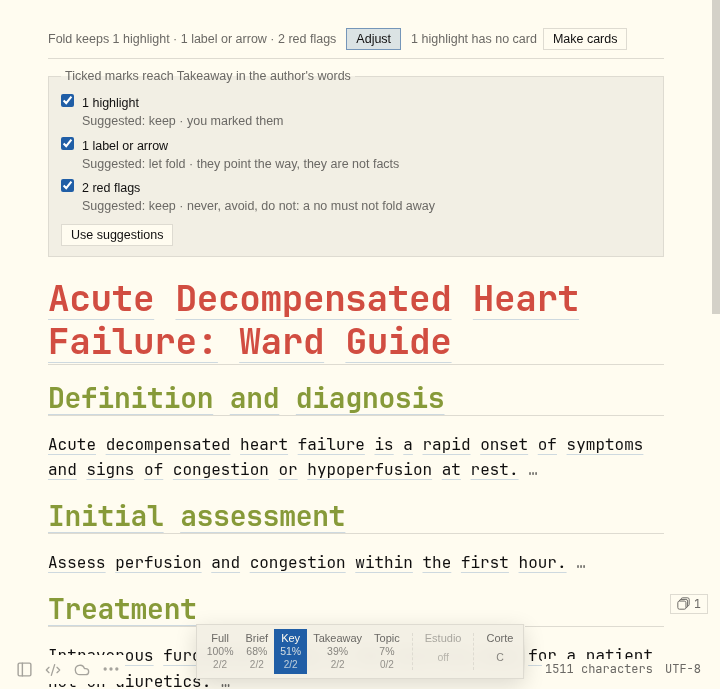 Fold keeps 1 highlight · 1 label or arrow · 2 red flags Adjust 1 highlight has no card Make cards
Ticked marks reach Takeaway in the author's words
1 highlight
Suggested: keep · you marked them
1 label or arrow
Suggested: let fold · they point the way, they are not facts
2 red flags
Suggested: keep · never, avoid, do not: a no must not fold away
Use suggestions
Acute Decompensated Heart
Failure: Ward Guide
Definition and diagnosis
Acute decompensated heart failure is a rapid onset of symptoms
and signs of congestion or hypoperfusion at rest. …
Initial assessment
Assess perfusion and congestion within the first hour. …
1
Treatment
Full Brief Key Takeaway Topic Estudio Corte
100% 68% 51% 39% 7% off C
2/2 2/2 2/2 2/2 0/2
for a patient
diuretics. …
1511 characters UTF-8